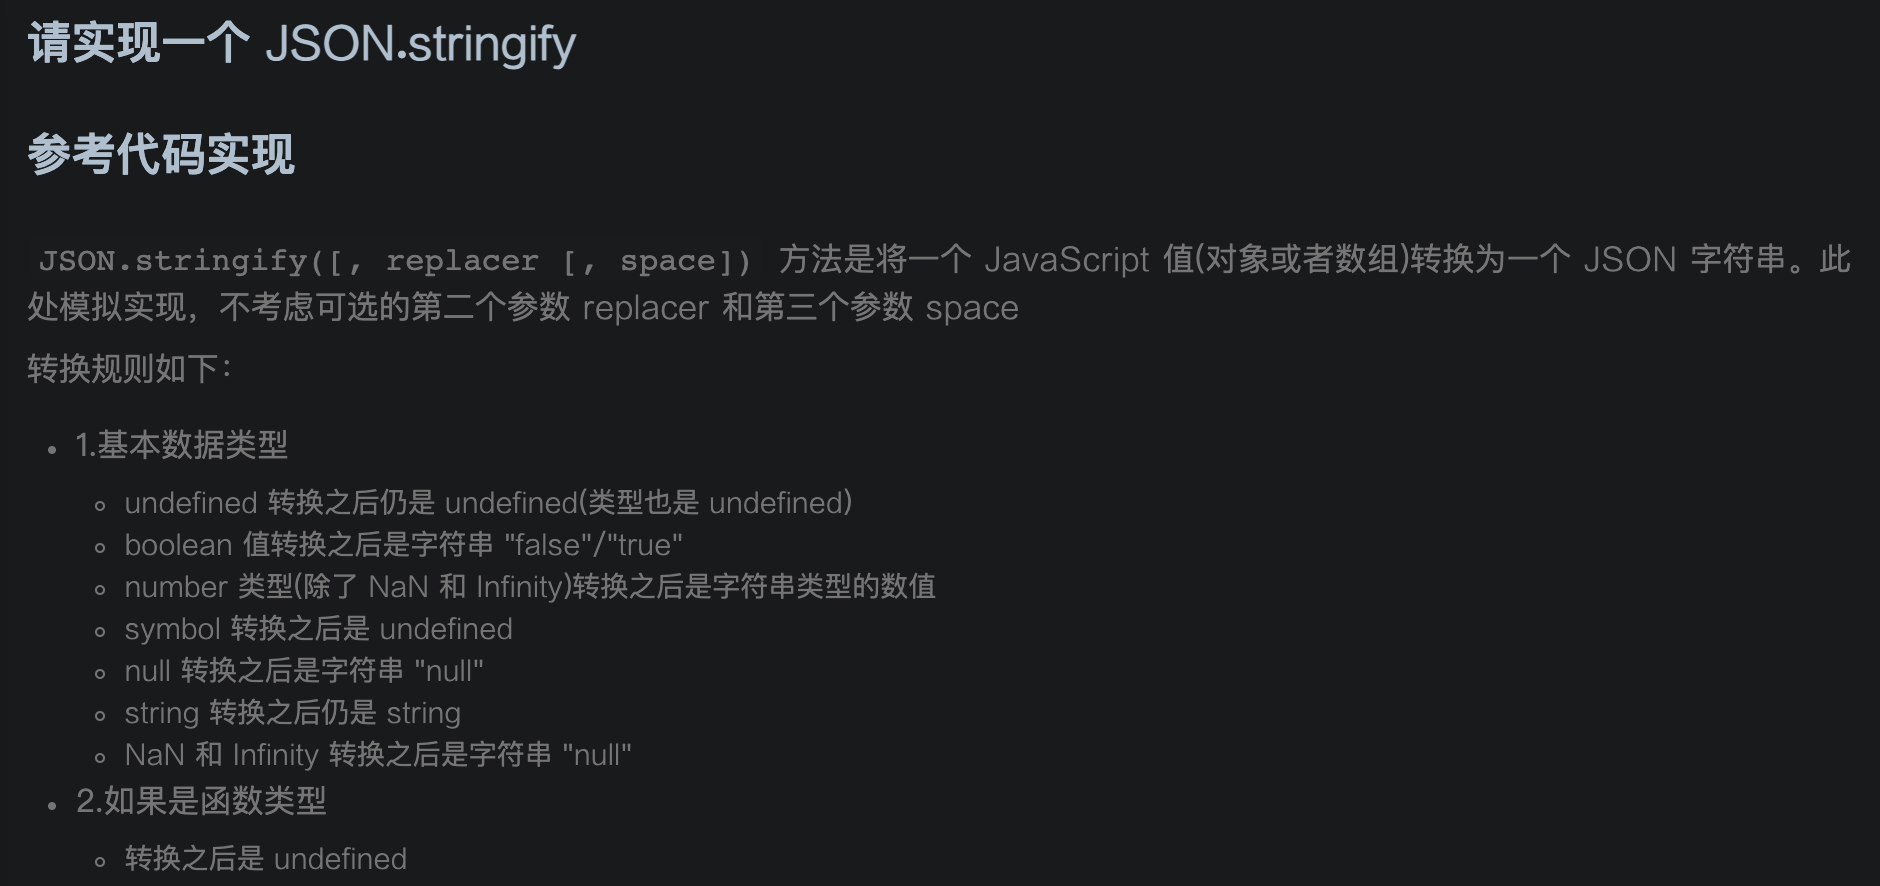 请实现一个 JSON.stringify
参考代码实现
JSON.stringify([, replacer [, space]) 方法是将一个 JavaScript 值(对象或者数组)转换为一个 JSON 字符串。此
处模拟实现，不考虑可选的第二个参数 replacer 和第三个参数 space
转换规则如下：
• 1.基本数据类型
◦ undefined 转换之后仍是 undefined(类型也是 undefined)
◦ boolean 值转换之后是字符串 "false"/"true"
◦ number 类型(除了 NaN 和 Infinity)转换之后是字符串类型的数值
◦ symbol 转换之后是 undefined
◦ null 转换之后是字符串 "null"
◦ string 转换之后仍是 string
◦ NaN 和 Infinity 转换之后是字符串 "null"
• 2.如果是函数类型
◦ 转换之后是 undefined